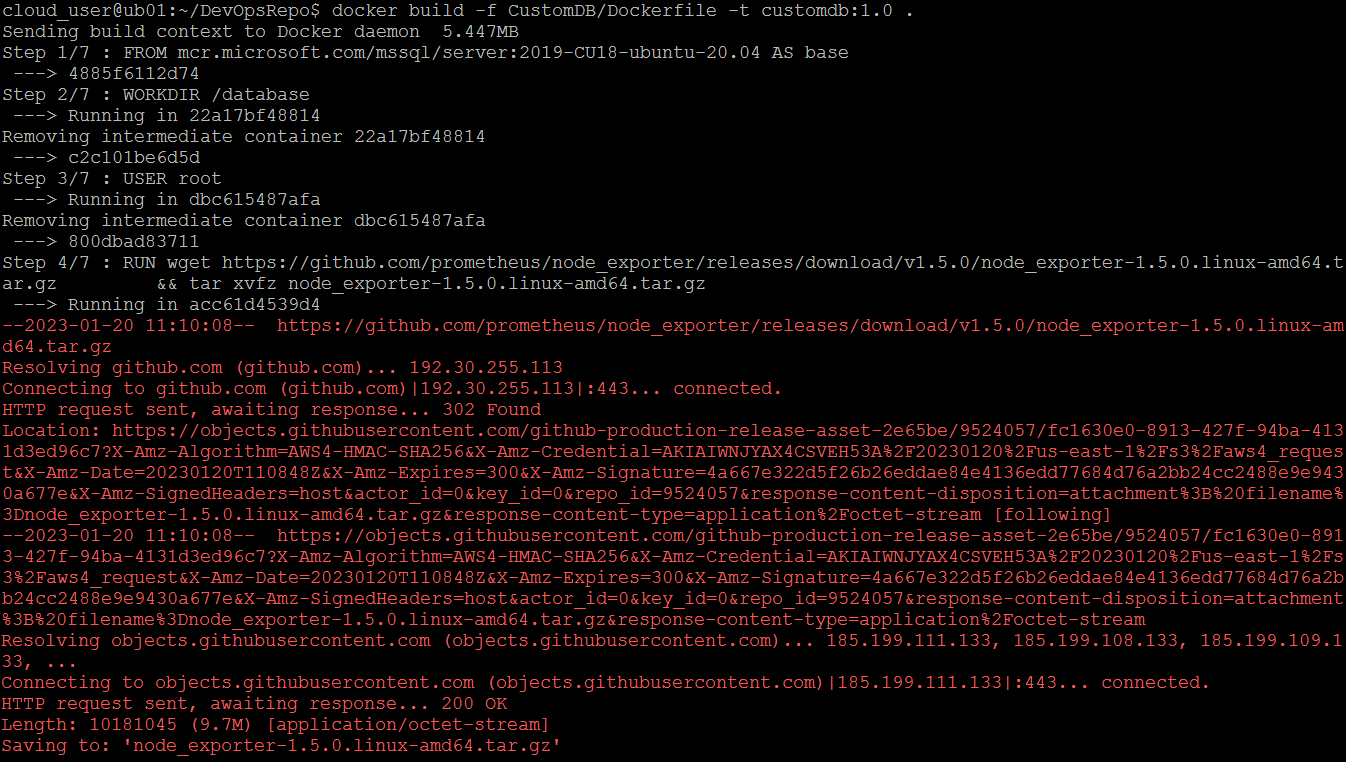 cloud_user@ub01:~/DevOpsRepo$ docker build -f CustomDB/Dockerfile -t customdb:1.0 .
Sending build context to Docker daemon  5.447MB
Step 1/7 : FROM mcr.microsoft.com/mssql/server:2019-CU18-ubuntu-20.04 AS base
 ---> 4885f6112d74
Step 2/7 : WORKDIR /database
 ---> Running in 22a17bf48814
Removing intermediate container 22a17bf48814
 ---> c2c101be6d5d
Step 3/7 : USER root
 ---> Running in dbc615487afa
Removing intermediate container dbc615487afa
 ---> 800dbad83711
Step 4/7 : RUN wget https://github.com/prometheus/node_exporter/releases/download/v1.5.0/node_exporter-1.5.0.linux-amd64.t
ar.gz         && tar xvfz node_exporter-1.5.0.linux-amd64.tar.gz
 ---> Running in acc61d4539d4
--2023-01-20 11:10:08--  https://github.com/prometheus/node_exporter/releases/download/v1.5.0/node_exporter-1.5.0.linux-am
d64.tar.gz
Resolving github.com (github.com)... 192.30.255.113
Connecting to github.com (github.com)|192.30.255.113|:443... connected.
HTTP request sent, awaiting response... 302 Found
Location: https://objects.githubusercontent.com/github-production-release-asset-2e65be/9524057/fc1630e0-8913-427f-94ba-413
1d3ed96c7?X-Amz-Algorithm=AWS4-HMAC-SHA256&X-Amz-Credential=AKIAIWNJYAX4CSVEH53A%2F20230120%2Fus-east-1%2Fs3%2Faws4_reques
t&X-Amz-Date=20230120T110848Z&X-Amz-Expires=300&X-Amz-Signature=4a667e322d5f26b26eddae84e4136edd77684d76a2bb24cc2488e9e943
0a677e&X-Amz-SignedHeaders=host&actor_id=0&key_id=0&repo_id=9524057&response-content-disposition=attachment%3B%20filename%
3Dnode_exporter-1.5.0.linux-amd64.tar.gz&response-content-type=application%2Foctet-stream [following]
--2023-01-20 11:10:08--  https://objects.githubusercontent.com/github-production-release-asset-2e65be/9524057/fc1630e0-891
3-427f-94ba-4131d3ed96c7?X-Amz-Algorithm=AWS4-HMAC-SHA256&X-Amz-Credential=AKIAIWNJYAX4CSVEH53A%2F20230120%2Fus-east-1%2Fs
3%2Faws4_request&X-Amz-Date=20230120T110848Z&X-Amz-Expires=300&X-Amz-Signature=4a667e322d5f26b26eddae84e4136edd77684d76a2b
b24cc2488e9e9430a677e&X-Amz-SignedHeaders=host&actor_id=0&key_id=0&repo_id=9524057&response-content-disposition=attachment
%3B%20filename%3Dnode_exporter-1.5.0.linux-amd64.tar.gz&response-content-type=application%2Foctet-stream
Resolving objects.githubusercontent.com (objects.githubusercontent.com)... 185.199.111.133, 185.199.108.133, 185.199.109.1
33, ...
Connecting to objects.githubusercontent.com (objects.githubusercontent.com)|185.199.111.133|:443... connected.
HTTP request sent, awaiting response... 200 OK
Length: 10181045 (9.7M) [application/octet-stream]
Saving to: 'node_exporter-1.5.0.linux-amd64.tar.gz'